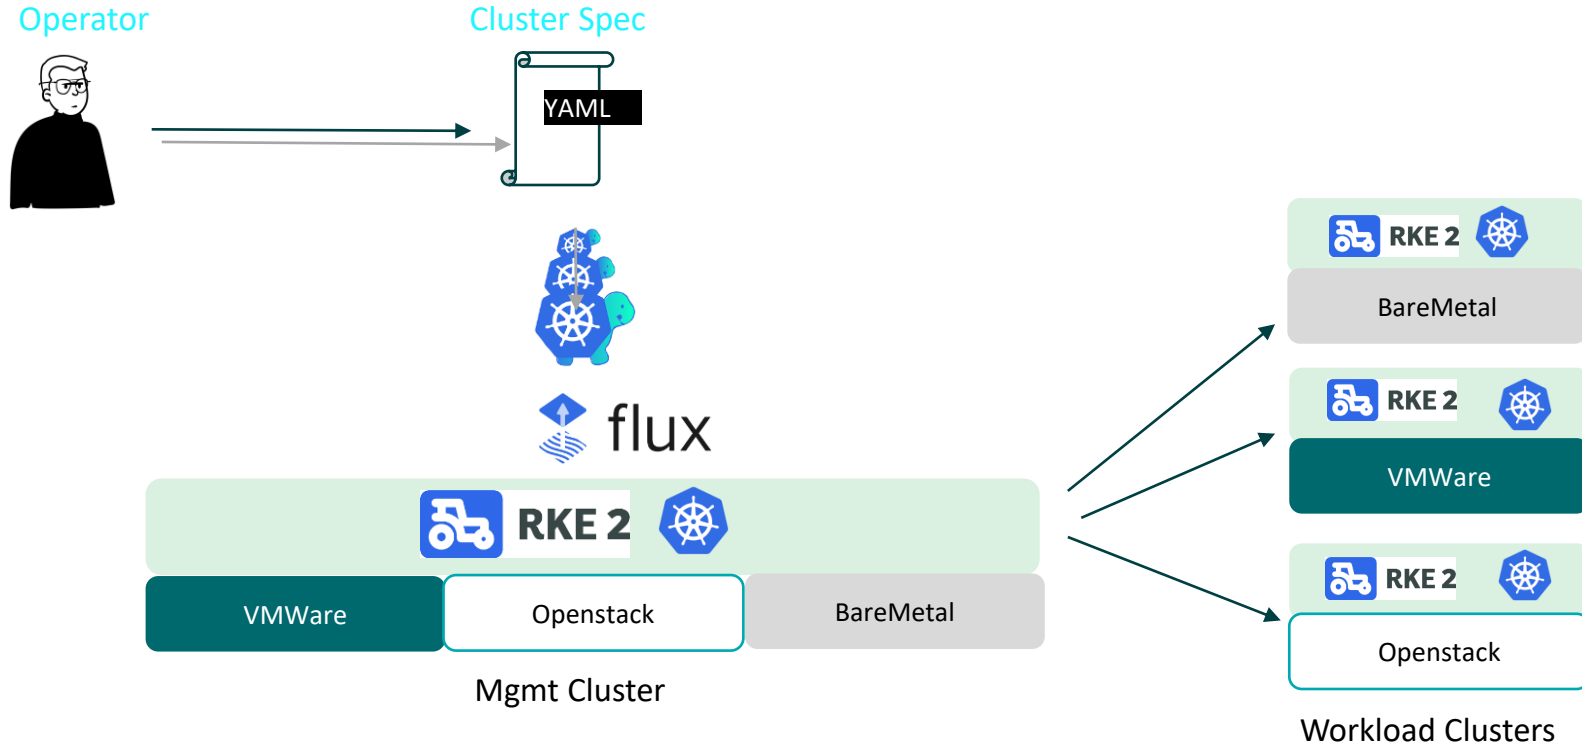 Operator
Cluster Spec
YAML
flux
RKE 2
VMWare
Openstack
BareMetal
Mgmt Cluster
RKE 2
BareMetal
RKE 2
VMWare
RKE 2
Openstack
Workload Clusters